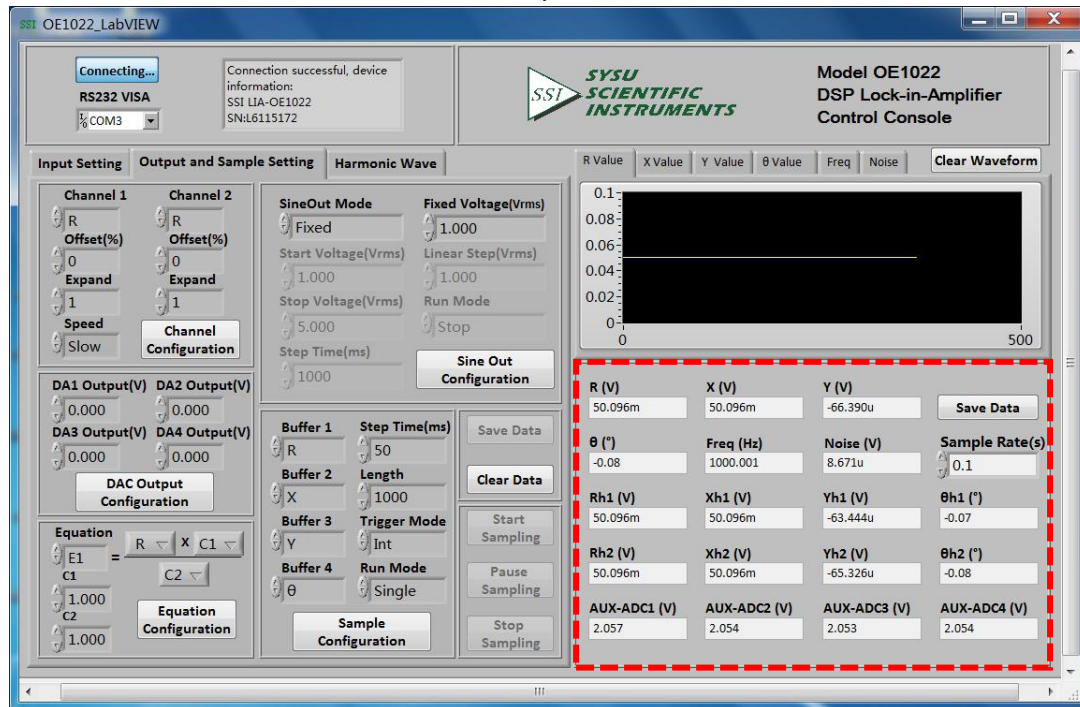 SSI OE1022_LabVIEW
Connecting...
RS232 VISA
COM3
Connection successful, device
information:
SSI LIA-OE1022
SN:L6115172
SSI
SYSU
SCIENTIFIC
INSTRUMENTS
Model OE1022
DSP Lock-in-Amplifier
Control Console
Input Setting Output and Sample Setting Harmonic Wave
Channel 1 Channel 2
R R
Offset(%) Offset(%)
0 0
Expand Expand
1 1
Speed
Slow
Channel
Configuration
DA1 Output(V) DA2 Output(V)
0.000 0.000
DA3 Output(V) DA4 Output(V)
0.000 0.000
DAC Output
Configuration
Equation
E1 = R X C1
C2
C1
1.000
C2
1.000
Equation
Configuration
SineOut Mode Fixed Voltage(Vrms)
Fixed 1.000
Start Voltage(Vrms) Linear Step(Vrms)
1.000 1.000
Stop Voltage(Vrms) Run Mode
5.000 Stop
Step Time(ms)
1000
Sine Out
Configuration
Buffer 1 Step Time(ms)
R 50
Buffer 2 Length
X 1000
Buffer 3 Trigger Mode
Y Int
Buffer 4 Run Mode
θ Single
Sample
Configuration
Save Data
Clear Data
Start
Sampling
Pause
Sampling
Stop
Sampling
R Value X Value Y Value θ Value Freq Noise Clear Waveform
0.1
0.08
0.06
0.04
0.02
0
0 500
R (V) X (V) Y (V)
50.096m 50.096m -66.390u Save Data
θ (°) Freq (Hz) Noise (V) Sample Rate(s)
-0.08 1000.001 8.671u 0.1
Rh1 (V) Xh1 (V) Yh1 (V) θh1 (°)
50.096m 50.096m -63.444u -0.07
Rh2 (V) Xh2 (V) Yh2 (V) θh2 (°)
50.096m 50.096m -65.326u -0.08
AUX-ADC1 (V) AUX-ADC2 (V) AUX-ADC3 (V) AUX-ADC4 (V)
2.057 2.054 2.053 2.054